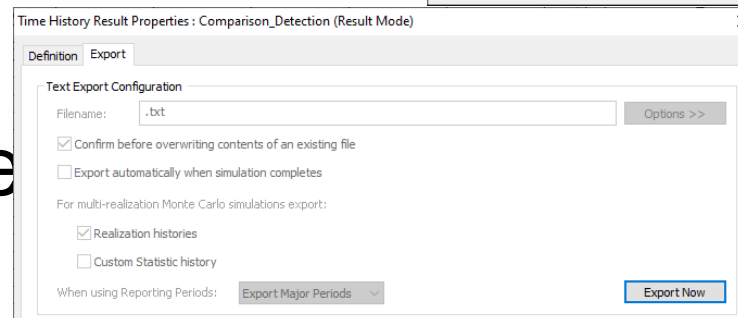 Time History Result Properties : Comparison_Detection (Result Mode)
Definition Export
Text Export Configuration
Filename: .txt Options >>
Confirm before overwriting contents of an existing file
Export automatically when simulation completes
For multi-realization Monte Carlo simulations export:
e
Realization histories
Custom Statistic history
When using Reporting Periods: Export Major Periods Export Now